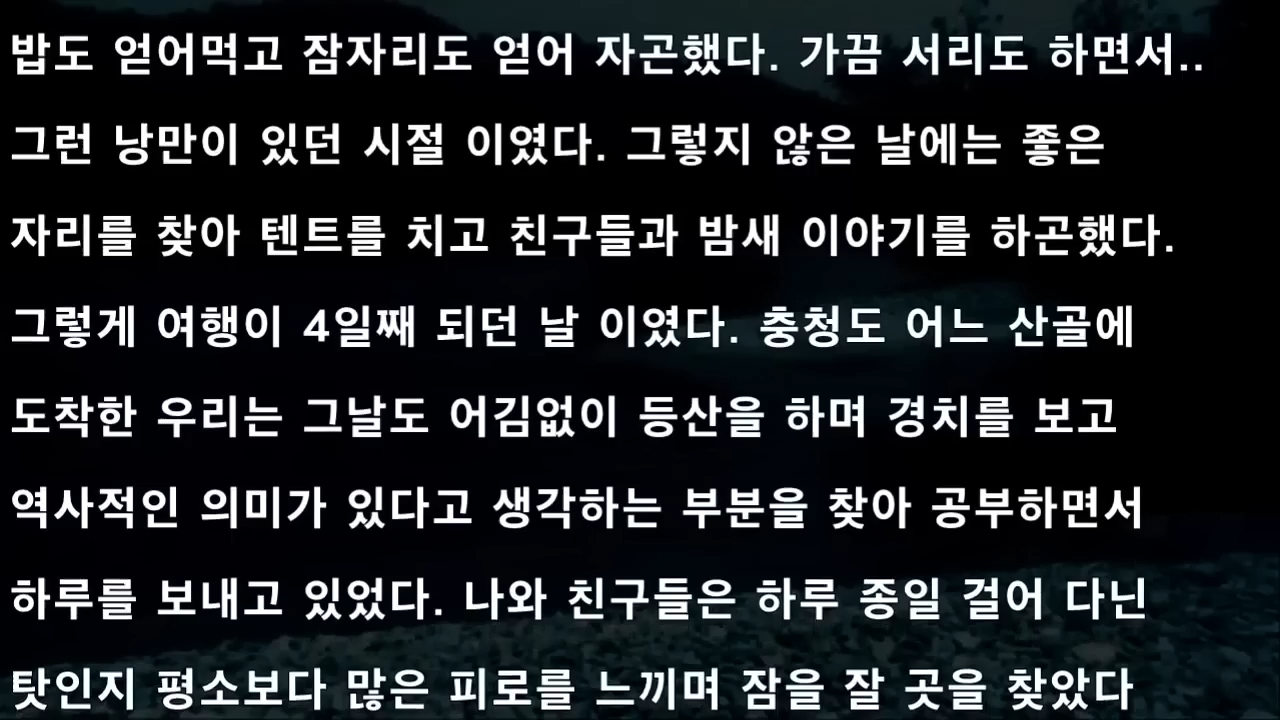 밥도 얻어먹고 잠자리도 얻어 자곤했다. 가끔 서리도 하면서..
그런 낭만이 있던 시절 이였다. 그렇지 않은 날에는 좋은
자리를 찾아 텐트를 치고 친구들과 밤새 이야기를 하곤했다.
그렇게 여행이 4일째 되던 날 이였다. 충청도 어느 산골에
도착한 우리는 그날도 어김없이 등산을 하며 경치를 보고
역사적인 의미가 있다고 생각하는 부분을 찾아 공부하면서
하루를 보내고 있었다. 나와 친구들은 하루 종일 걸어 다닌
탓인지 평소보다 많은 피로를 느끼며 잠을 잘 곳을 찾았다